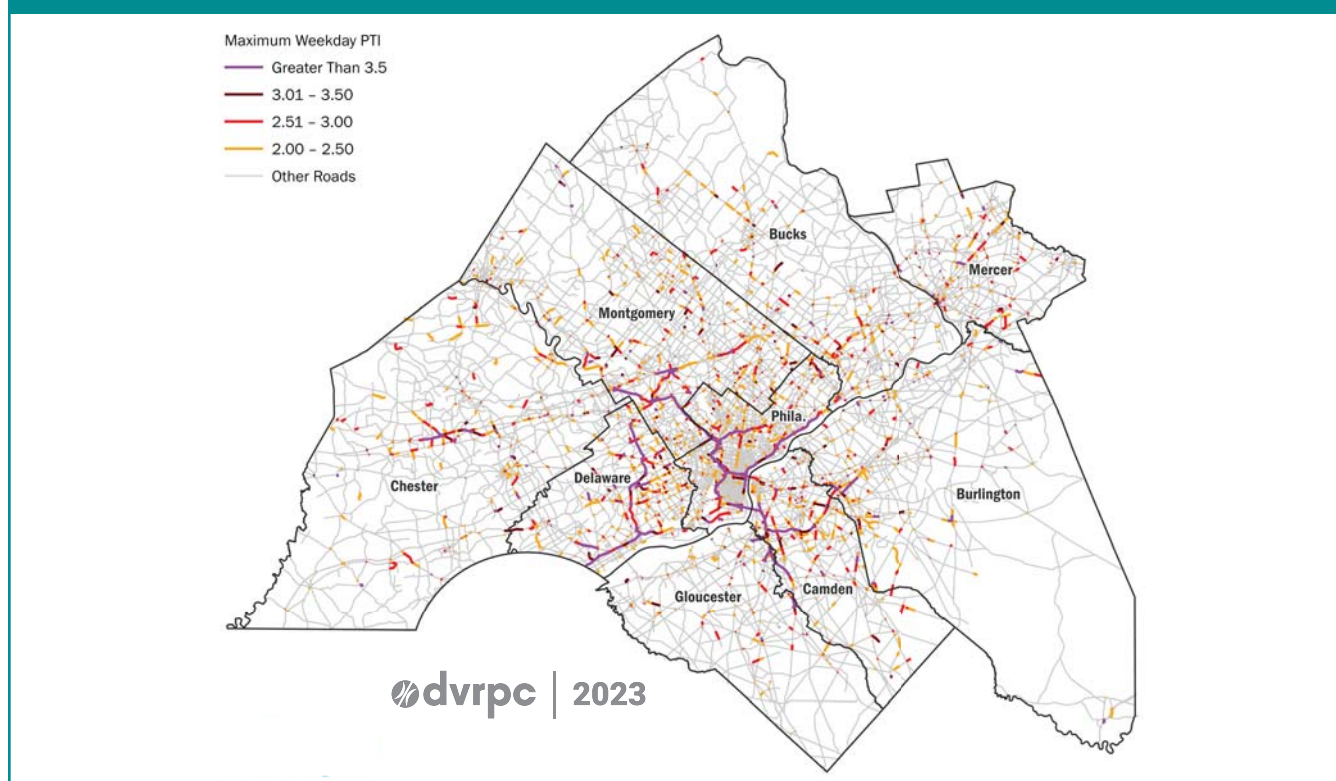 Maximum Weekday PTI
Greater Than 3.5
3.01 – 3.50
2.51 – 3.00
2.00 – 2.50
Other Roads
Bucks
Mercer
Montgomery
Phila.
Chester
Delaware
Burlington
Gloucester
Camden
dvrpc | 2023